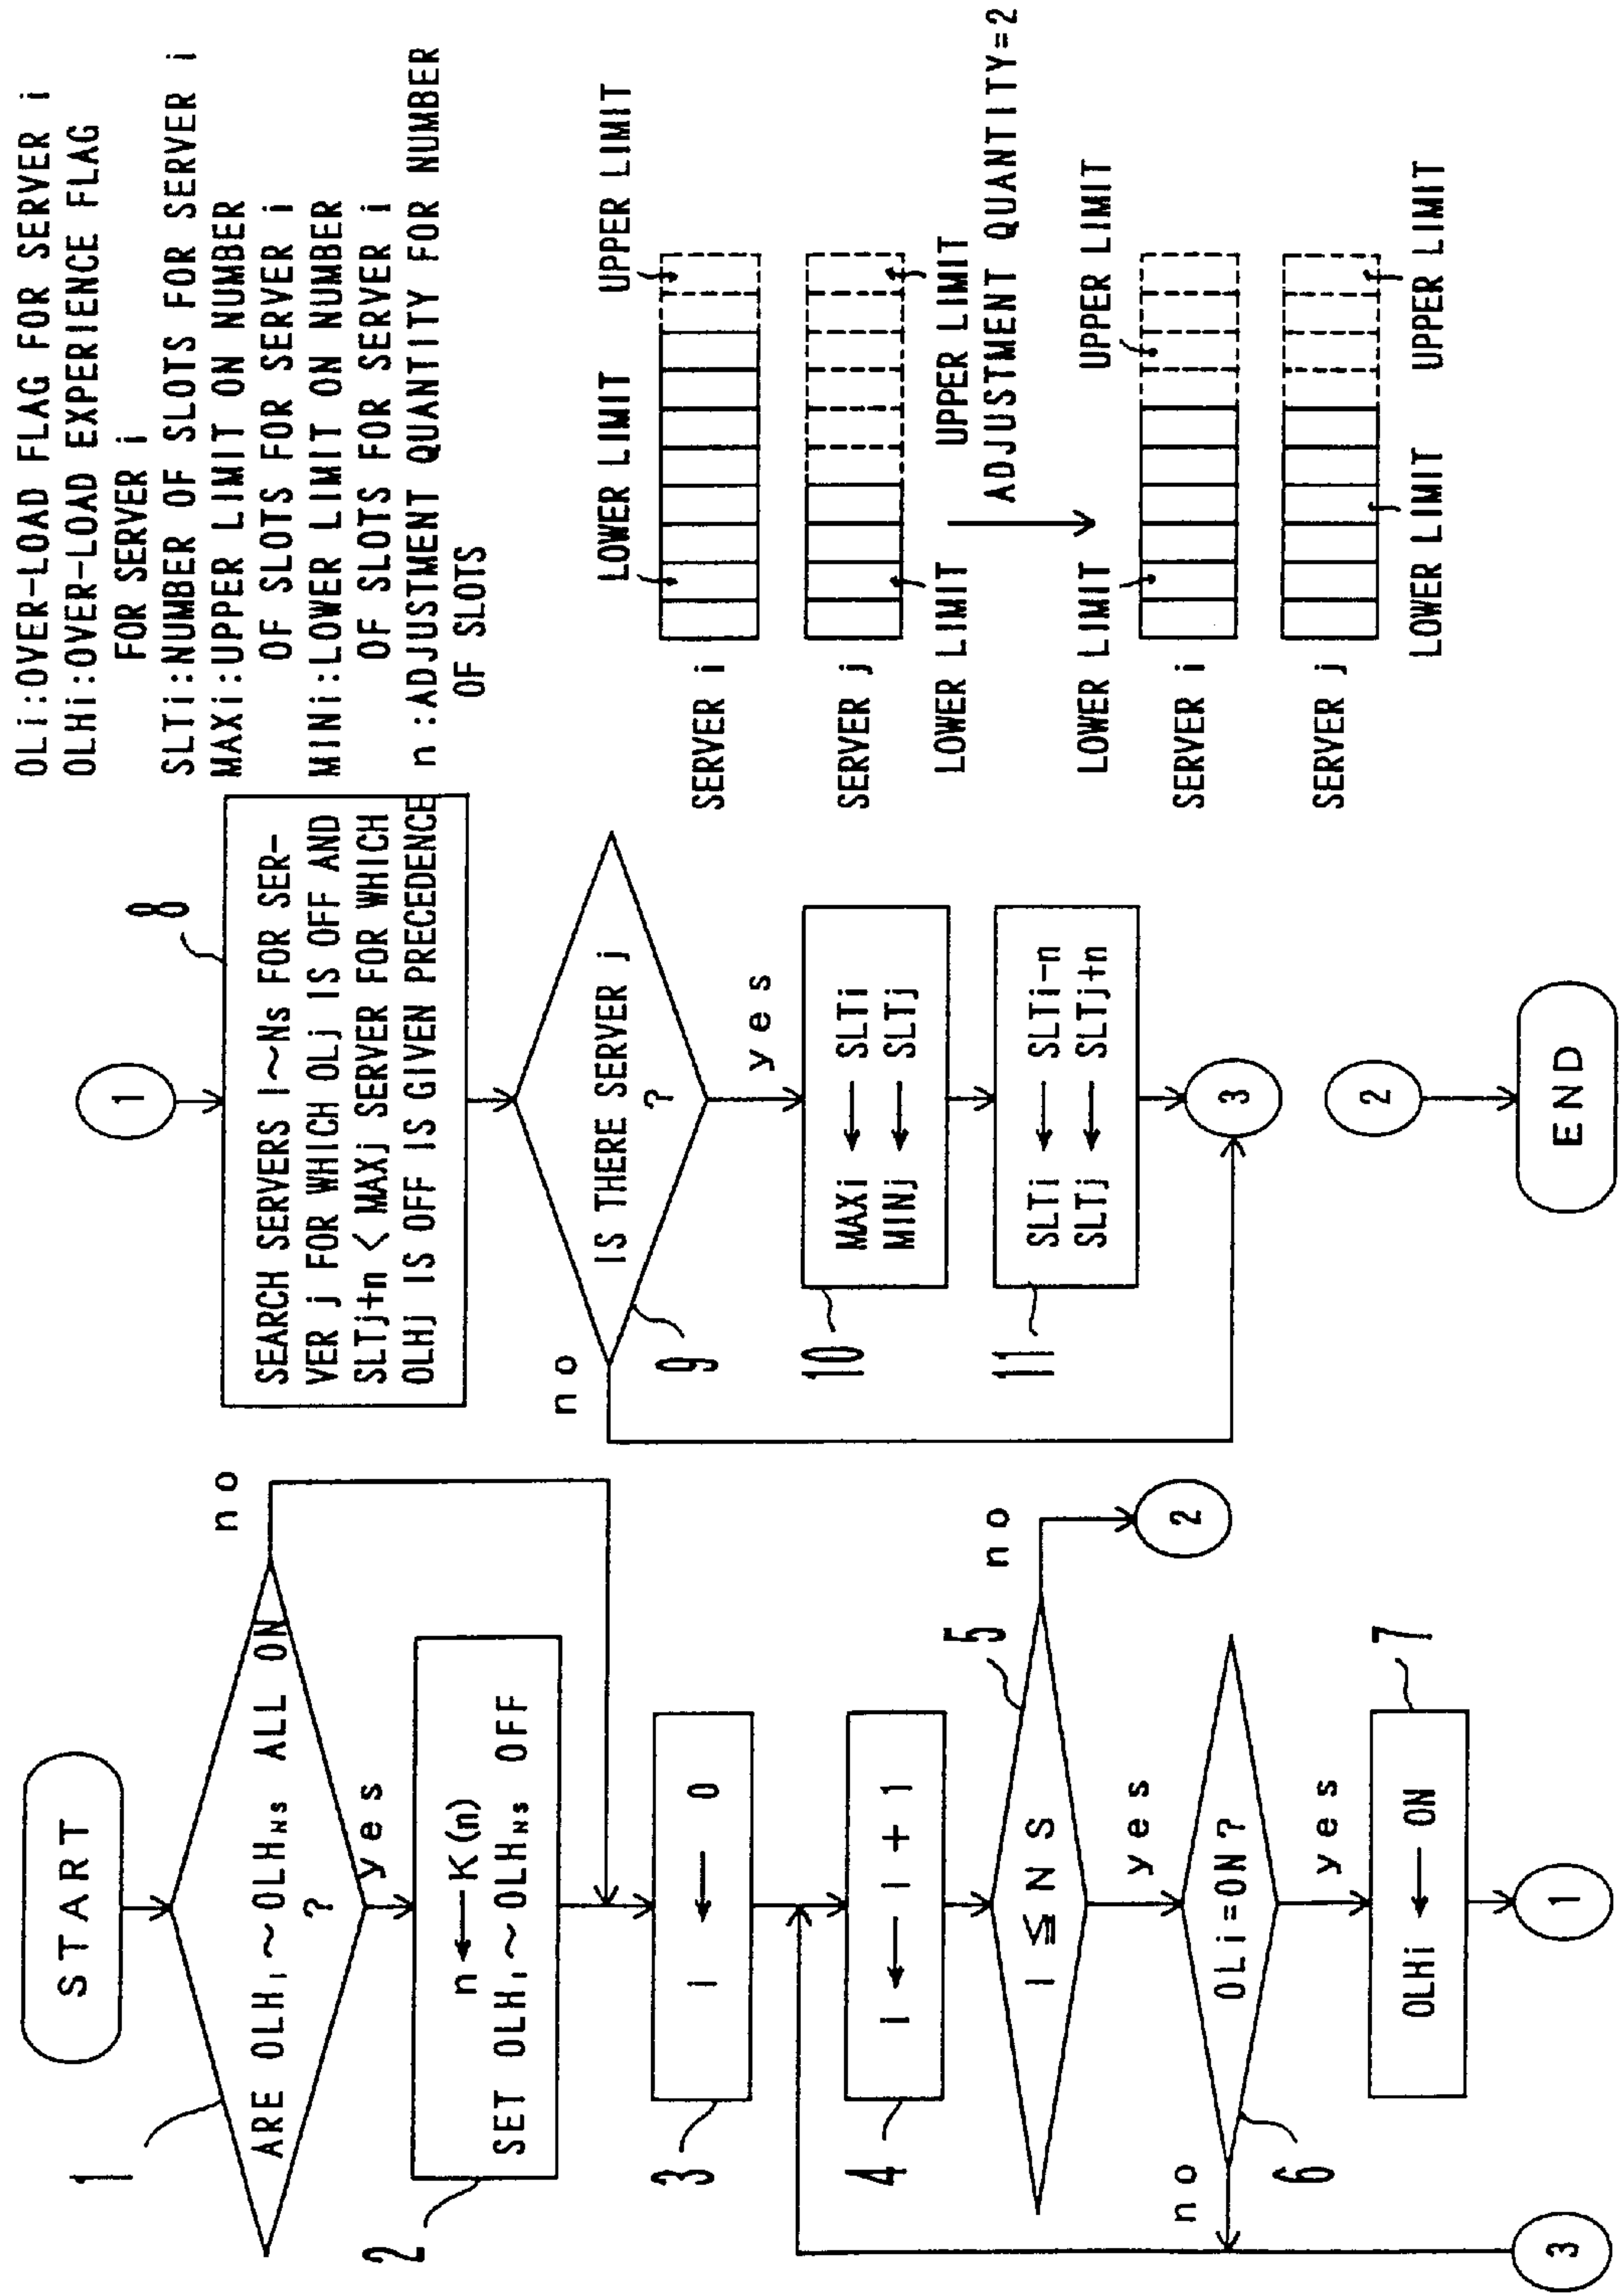 START
1
ARE OLH₁~OLH_NS ALL ON
?
no
yes
2
n←K(n)
SET OLH₁~OLH_NS OFF
3
I ← 0
4
I ← I+1
5
I ≦ NS
no
2
yes
6
OLi=ON?
no
yes
7
OLHi ← ON
3
1
1
8
SEARCH SERVERS I~Ns FOR SER-
VER j FOR WHICH OLj IS OFF AND
SLTj+n < MAXj SERVER FOR WHICH
OLHj IS OFF IS GIVEN PRECEDENCE
9
IS THERE SERVER j
?
no
yes
10
MAXi ← SLTi
MINj ← SLTj
11
SLTi ← SLTi-n
SLTj ← SLTj+n
3
2
END
OLi:OVER-LOAD FLAG FOR SERVER i
OLHi:OVER-LOAD EXPERIENCE FLAG
FOR SERVER i
SLTi:NUMBER OF SLOTS FOR SERVER i
MAXi:UPPER LIMIT ON NUMBER
OF SLOTS FOR SERVER i
MINi:LOWER LIMIT ON NUMBER
OF SLOTS FOR SERVER i
n:ADJUSTMENT QUANTITY FOR NUMBER
OF SLOTS
LOWER LIMIT
UPPER LIMIT
SERVER i
SERVER j
LOWER LIMIT
UPPER LIMIT
ADJUSTMENT QUANTITY=2
LOWER LIMIT
UPPER LIMIT
SERVER i
SERVER j
LOWER LIMIT
UPPER LIMIT